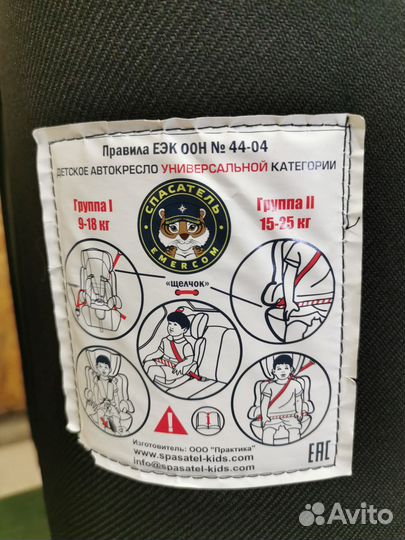 Правила ЕЭК ООН № 44-04
ДЕТСКОЕ АВТОКРЕСЛО УНИВЕРСАЛЬНОЙ КАТЕГОРИИ
Группа I
9-18 кг
СПАСАТЕЛЬ
EMERCOM
Группа II
15-25 кг
«щелчок»
Изготовитель: ООО "Практика"
www.spasatel-kids.com
info@spasatel-kids.com
EAC
Avito